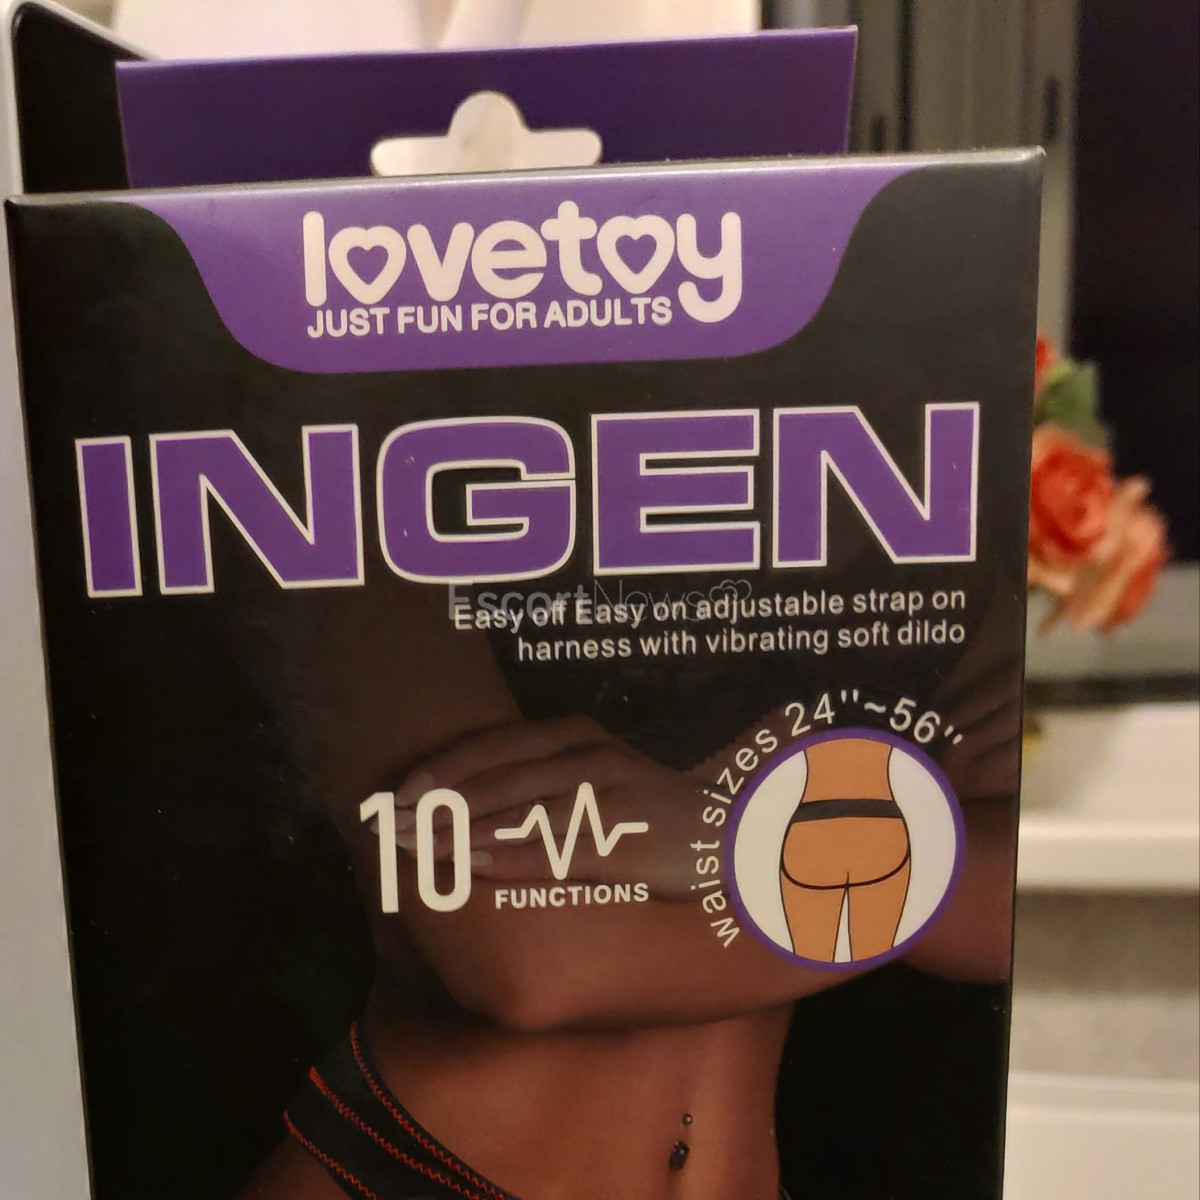 lovetoy
JUST FUN FOR ADULTS
INGEN
EscortNews
Easy off Easy on adjustable strap on
harness with vibrating soft dildo
waist sizes 24''~56''
10
FUNCTIONS